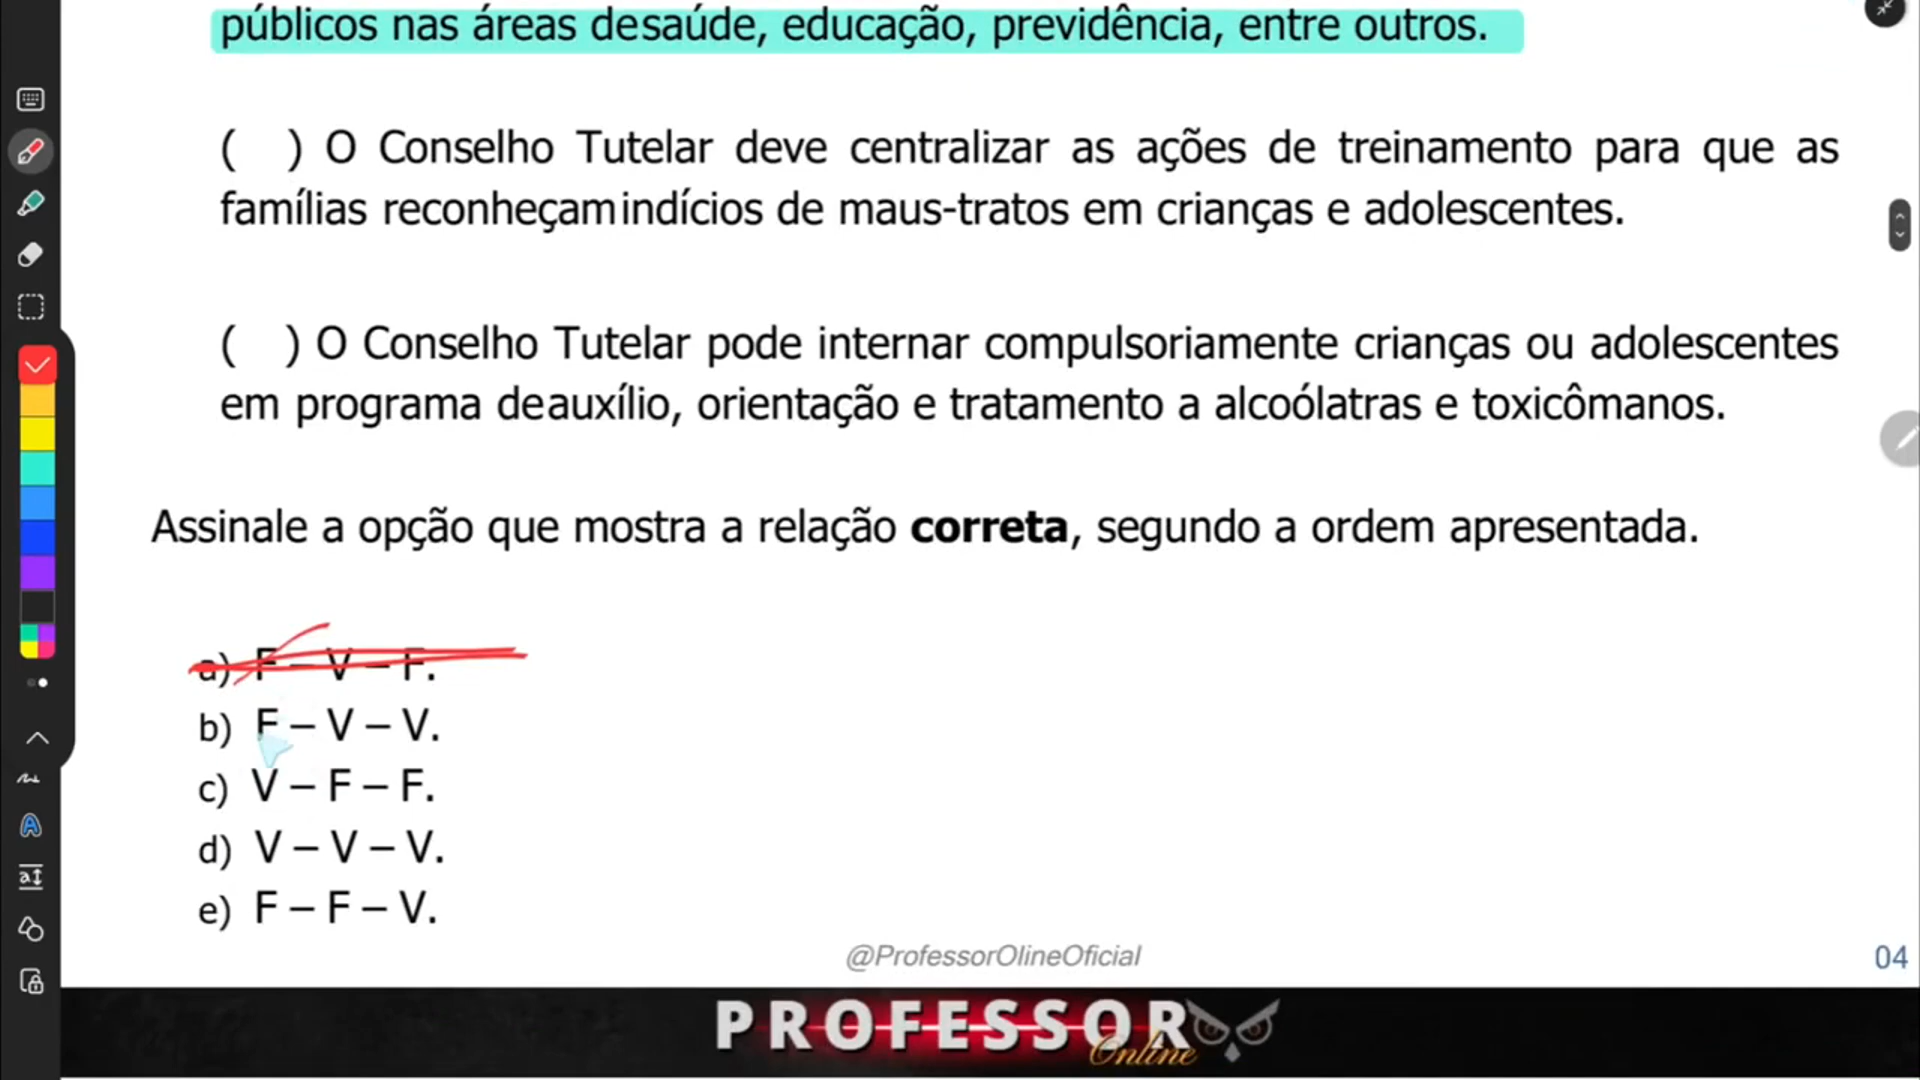 públicos nas áreas desaúde, educação, previdência, entre outros.
( ) O Conselho Tutelar deve centralizar as ações de treinamento para que as
famílias reconheçamindícios de maus-tratos em crianças e adolescentes.
( ) O Conselho Tutelar pode internar compulsoriamente crianças ou adolescentes
em programa deauxílio, orientação e tratamento a alcoólatras e toxicômanos.
Assinale a opção que mostra a relação correta, segundo a ordem apresentada.
a) F – V – F.
b) F – V – V.
c) V – F – F.
d) V – V – V.
e) F – F – V.
@ProfessorOlineOficial
04
PROFESSOR
Online